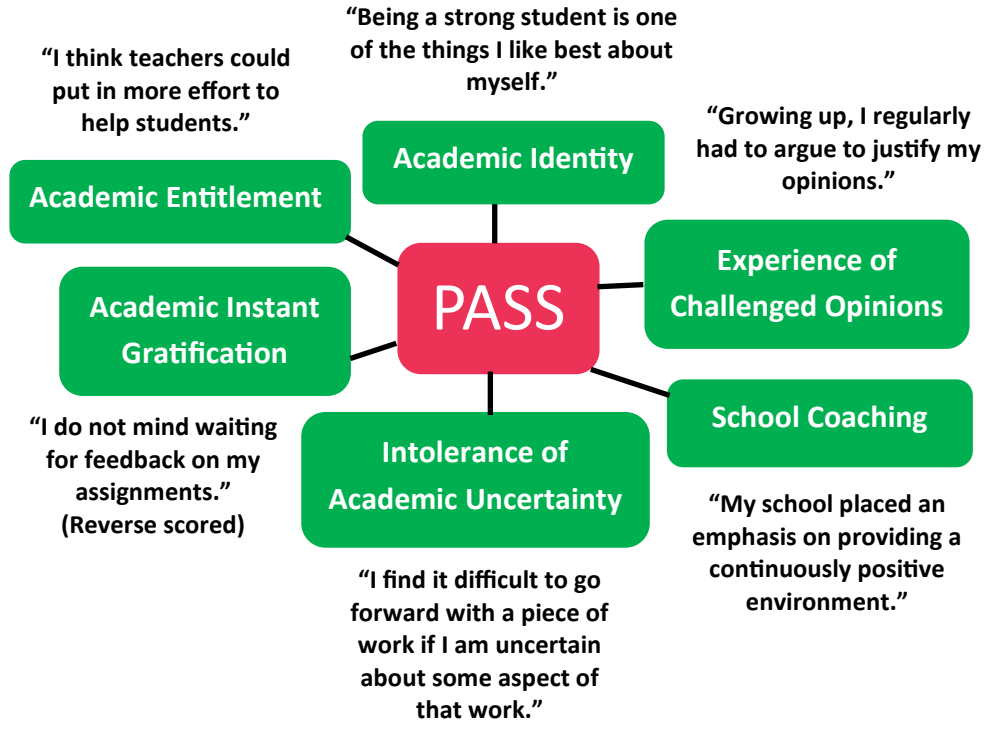 “Being a strong student is one
of the things I like best about
myself.”
“I think teachers could
put in more effort to
help students.”
“Growing up, I regularly
had to argue to justify my
opinions.”
Academic Identity
Academic Entitlement
Experience of
Challenged Opinions
PASS
Academic Instant
Gratification
School Coaching
“I do not mind waiting
for feedback on my
assignments.”
(Reverse scored)
Intolerance of
Academic Uncertainty
“My school placed an
emphasis on providing a
continuously positive
environment.”
“I find it difficult to go
forward with a piece of
work if I am uncertain
about some aspect of
that work.”